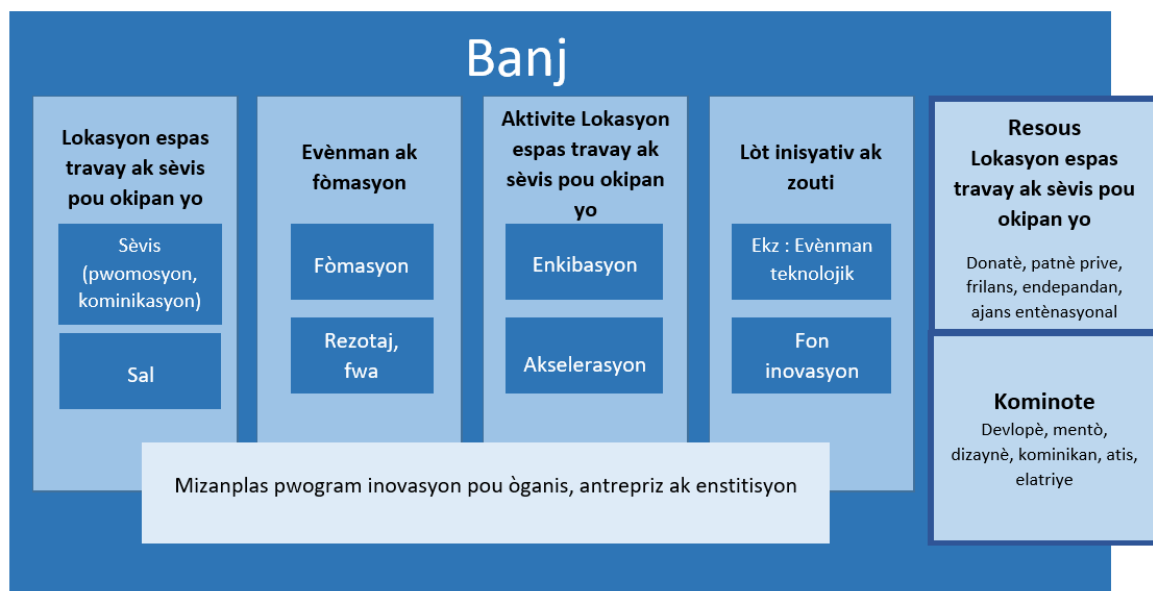 Banj
Lokasyon espas
travay ak sèvis
pou okipan yo
Sèvis
(pwomosyon,
kominikasyon)
Sal
Evènman ak
fòmasyon
Fòmasyon
Rezotaj,
fwa
Aktivite Lokasyon
espas travay ak
sèvis pou okipan
yo
Enkibasyon
Akselerasyon
Lòt inisyativ ak
zouti
Ekz : Evènman
teknolojik
Fon
inovasyon
Resous
Lokasyon espas
travay ak sèvis pou
okipan yo
Donatè, patnè prive,
frilans, endepandan,
ajans entènasyonal
Kominote
Devlopè, mentò,
dizaynè, kominikan, atis,
elatriye
Mizanplas pwogram inovasyon pou òganis, antrepriz ak enstitisyon